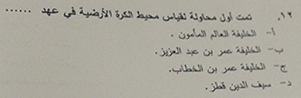 ١٢. تمت أول محاولة لقياس محيط الكرة الأرضية في عهد ......
أ- الخليفة العالم المأمون.
ب- الخليفة عمر بن عبد العزيز.
ج- الخليفة عمر بن الخطاب.
د- سيف الدين قطز.